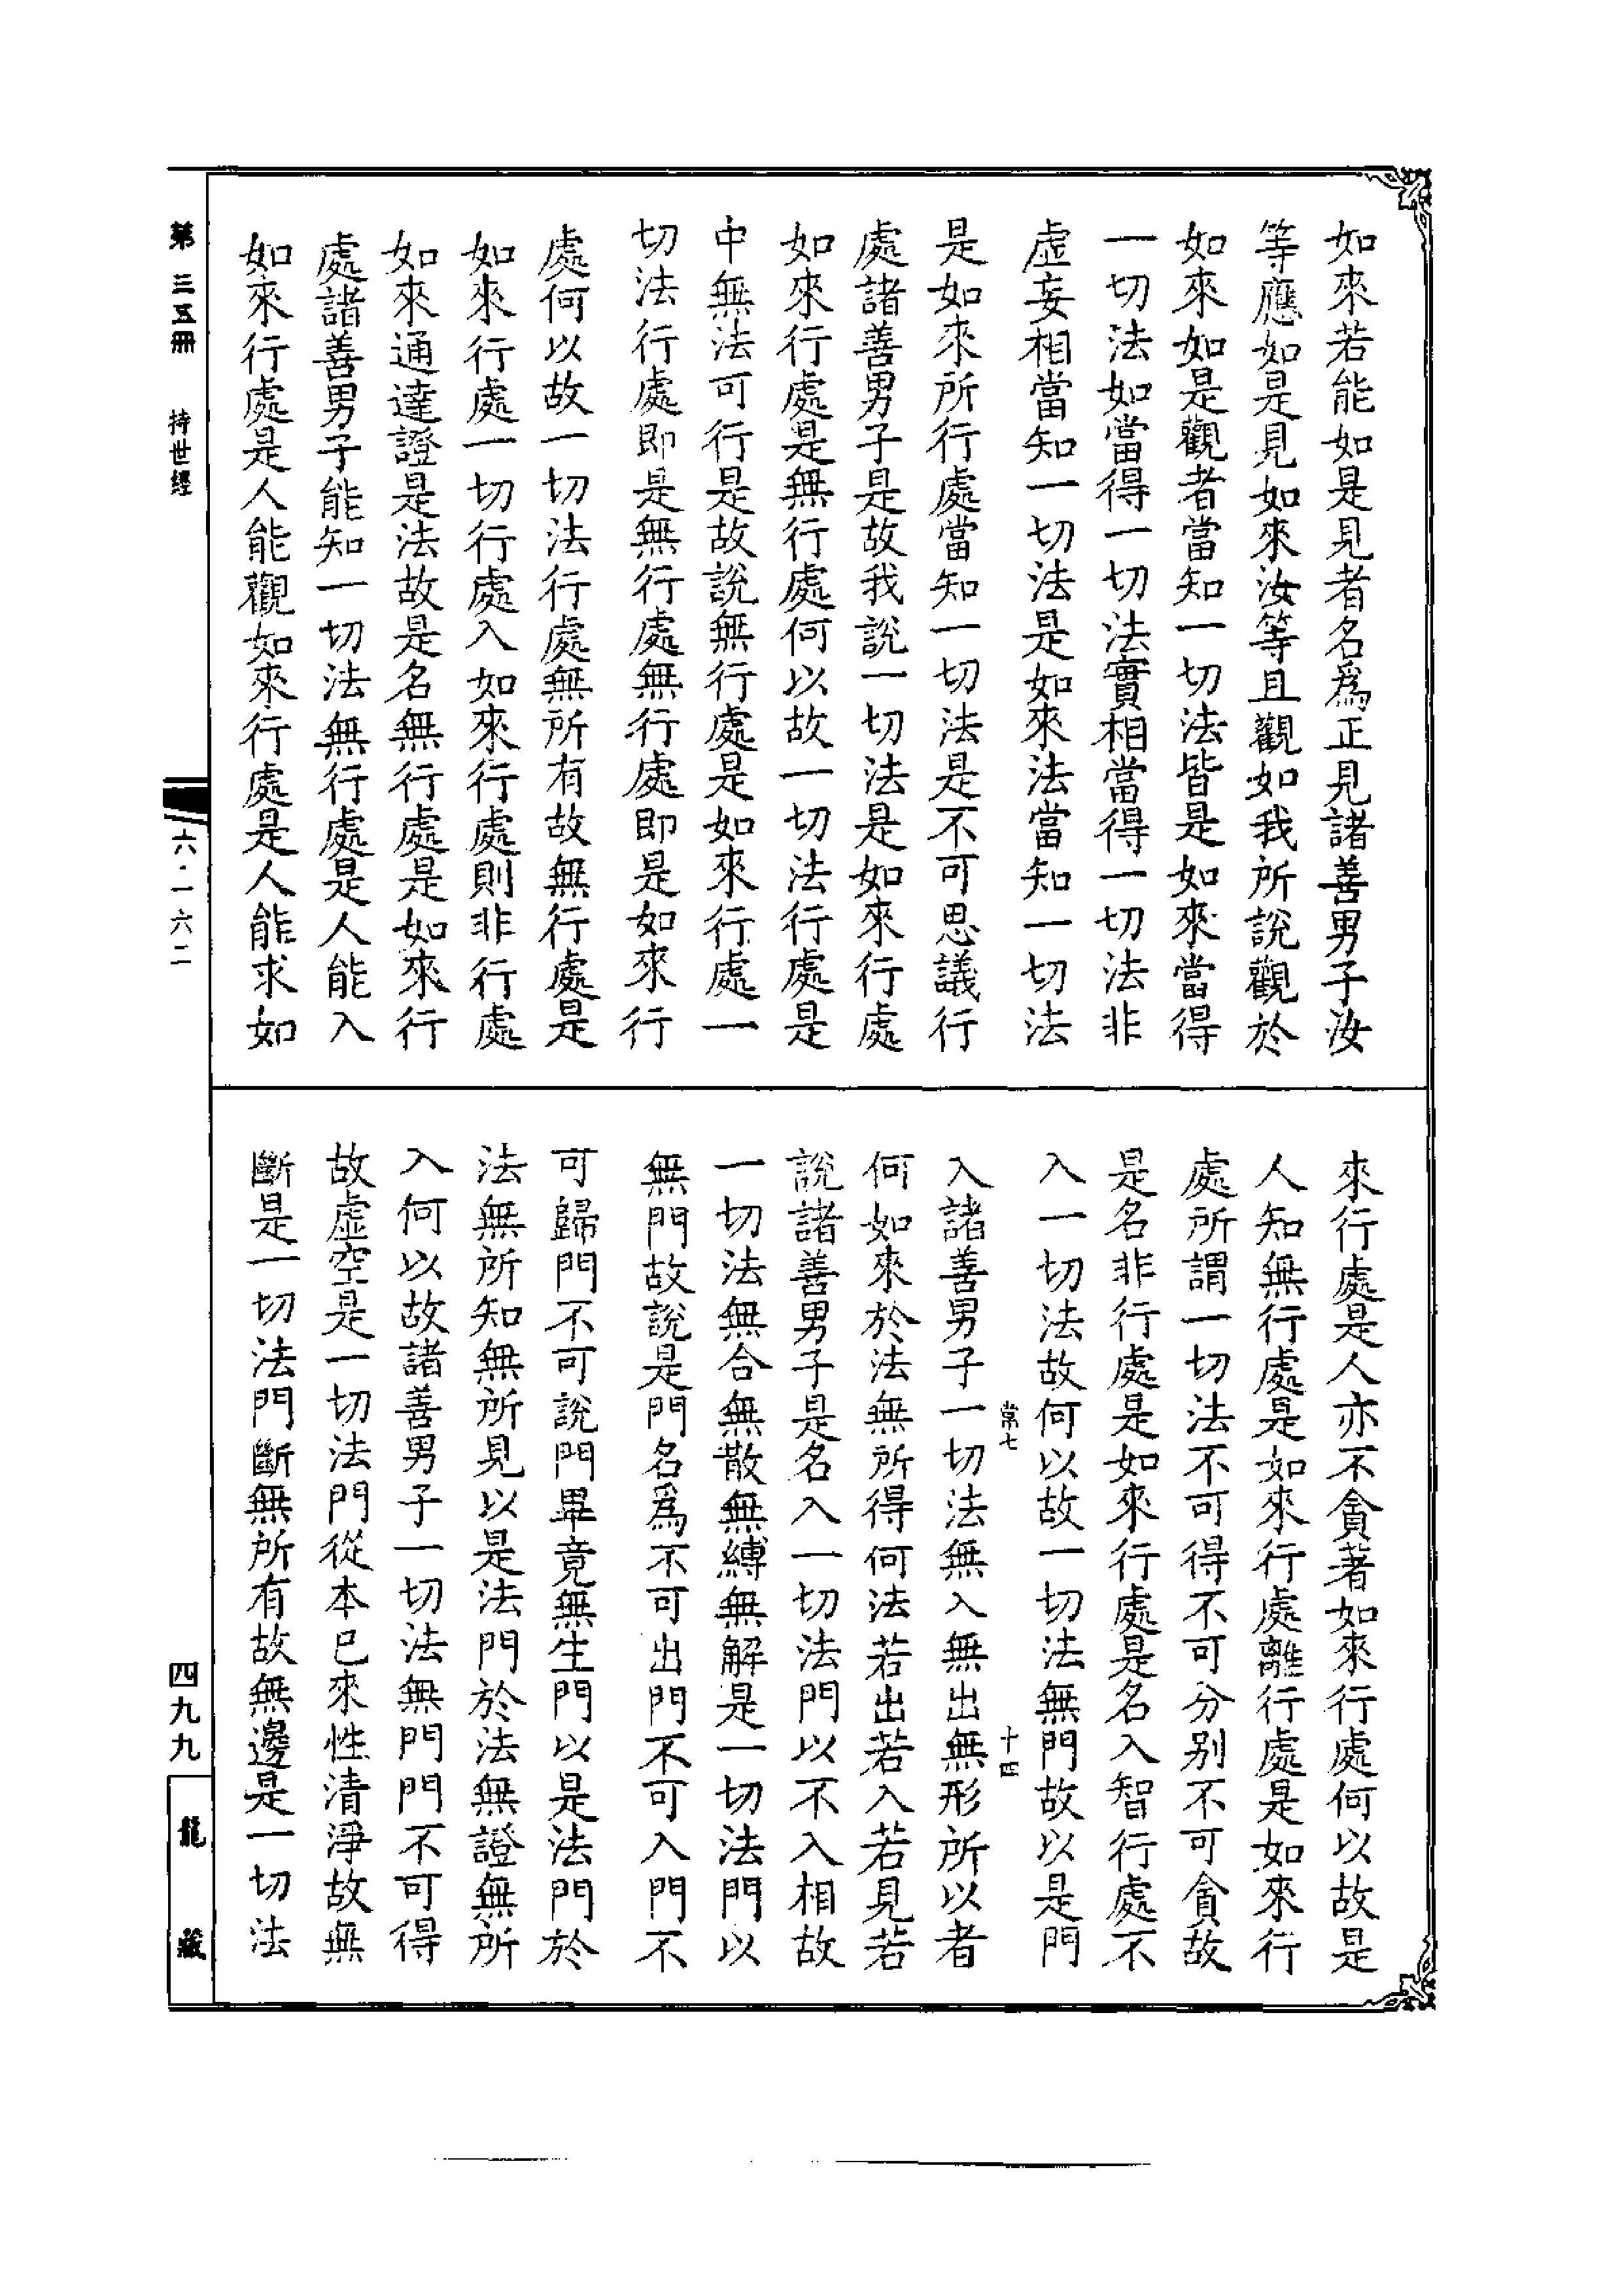 如來若能如是見者名爲正見諸善男子汝
等應如是見如來汝等且觀如我所說觀於
如來如是觀者當知一切法皆是如來當得
一切法如當得一切法實相當得一切法非
虛妄相當知一切法是如來法當知一切法
是如來所行處當知一切法是不可思議行
處諸善男子是故我說一切法是如來行處
如來行處是無行處何以故一切法行處是
中無法可行是故說無行處是如來行處一
切法行處即是無行處無行處即是如來行
處何以故一切法行處無所有故無行處是
如來行處一切行處入如來行處則非行處
如來通達證是法故是名無行處是如來行
處諸善男子能知一切法無行處是人能入
如來行處是人能觀如來行處是人能求如
來行處是人亦不貪著如來行處何以故是
人知無行處是如來行處離行處是如來行
處所謂一切法不可得不可分别不可貪故
是名非行處是如來行處是名入智行處不
入一切法故何以故一切法無門故以是門
常七 十四
入諸善男子一切法無入無出無形所以者
何如來於法無所得何法若出若入若見若
說諸善男子是名入一切法門以不入相故
一切法無合無散無縛無解是一切法門以
無門故說是門名爲不可出門不可入門不
可歸門不可說門畢竟無生門以是法門於
法無所知無所見以是法門於法無證無所
入何以故諸善男子一切法無門門不可得
故虛空是一切法門從本已來性清淨故無
斷是一切法門斷無所有故無邊是一切法
第三五冊 持世經
六·一六二
四九九
龍藏